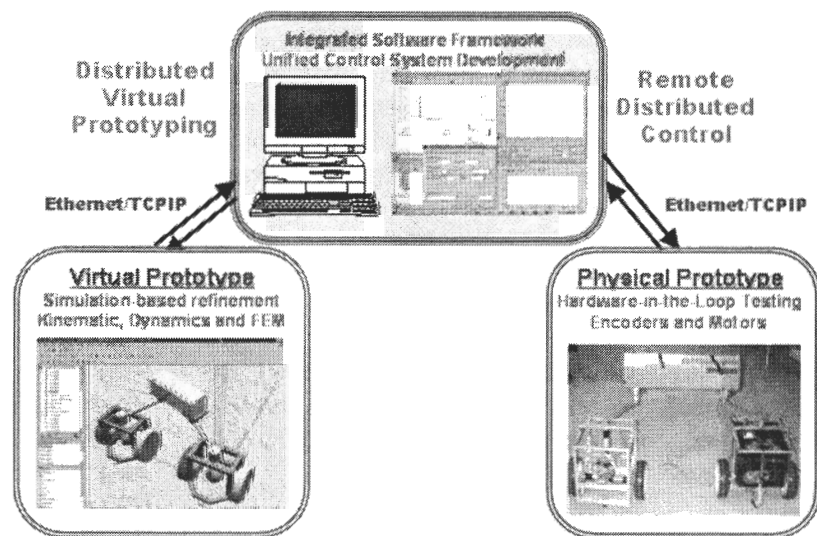 Integrated Software Framework
Unified Control System Development
Distributed
Virtual
Prototyping
Remote
Distributed
Control
Ethernet/TCPIP
Ethernet/TCPIP
Virtual Prototype
Simulation-based refinement
Kinematic, Dynamics and FEM
Physical Prototype
Hardware-in-the-Loop Testing
Encoders and Motors